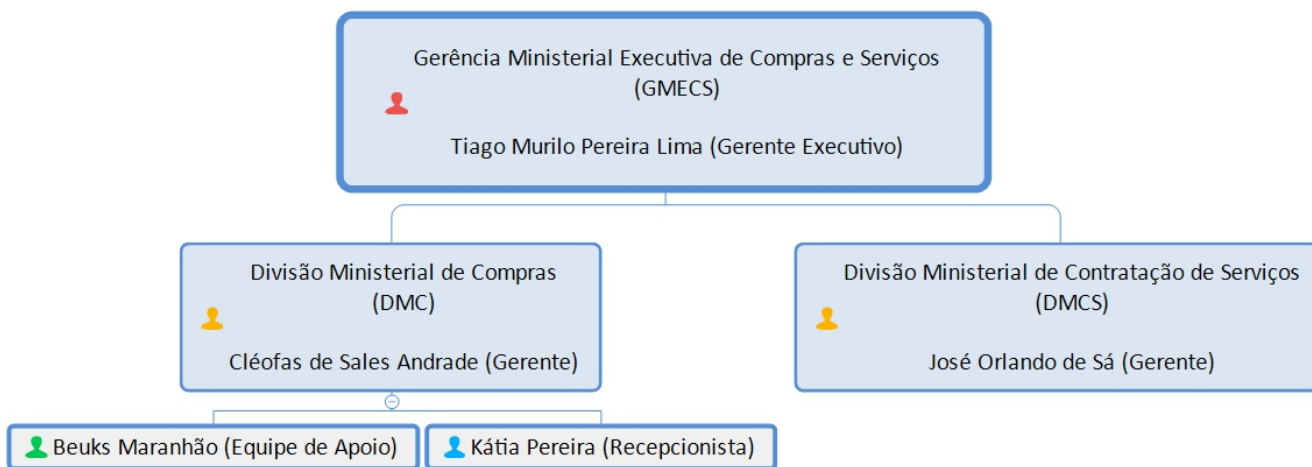 Gerência Ministerial Executiva de Compras e Serviços
(GMECS)
Tiago Murilo Pereira Lima (Gerente Executivo)
Divisão Ministerial de Compras
(DMC)
Cléofas de Sales Andrade (Gerente)
Divisão Ministerial de Contratação de Serviços
(DMCS)
José Orlando de Sá (Gerente)
Beuks Maranhão (Equipe de Apoio)
Kátia Pereira (Recepcionista)